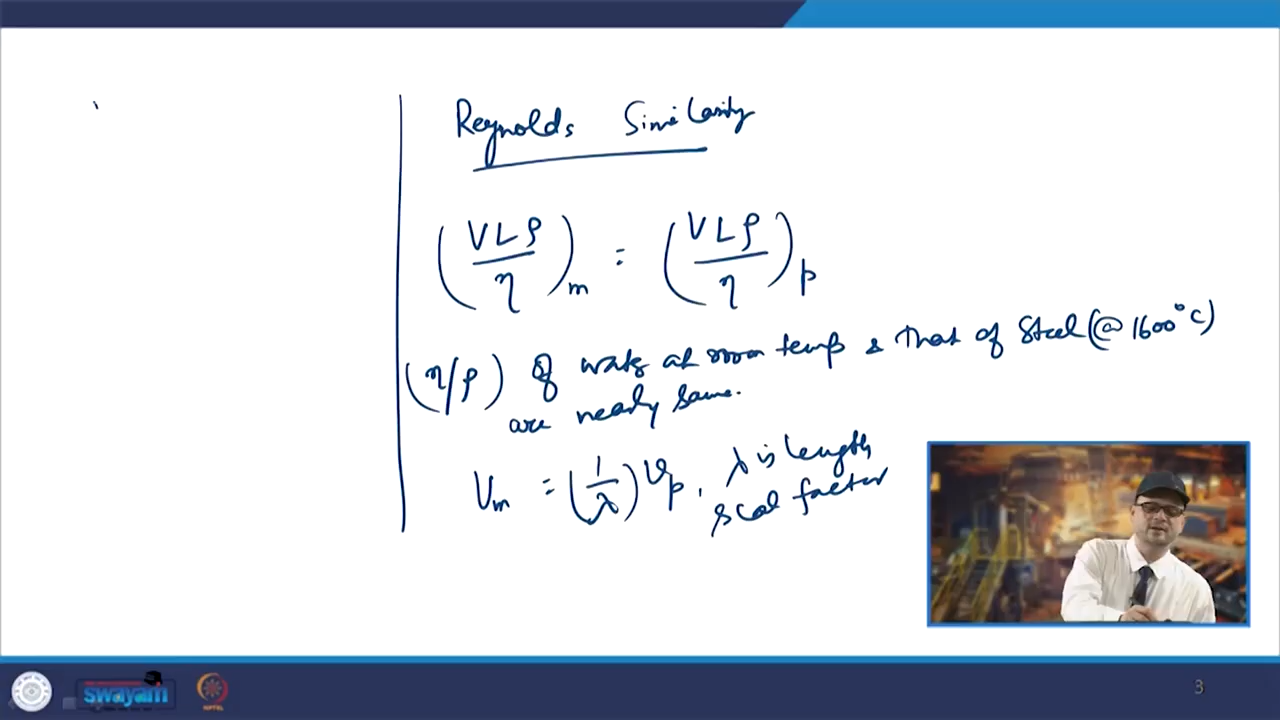 Reynolds Similarity
(VLρ/η)m = (VLρ/η)p
(η/ρ) of water at room temp & that of Steel (@ 1600°C)
are nearly same.
Vm = (1/λ) Vp, λ is length
scal factor
swayam
3